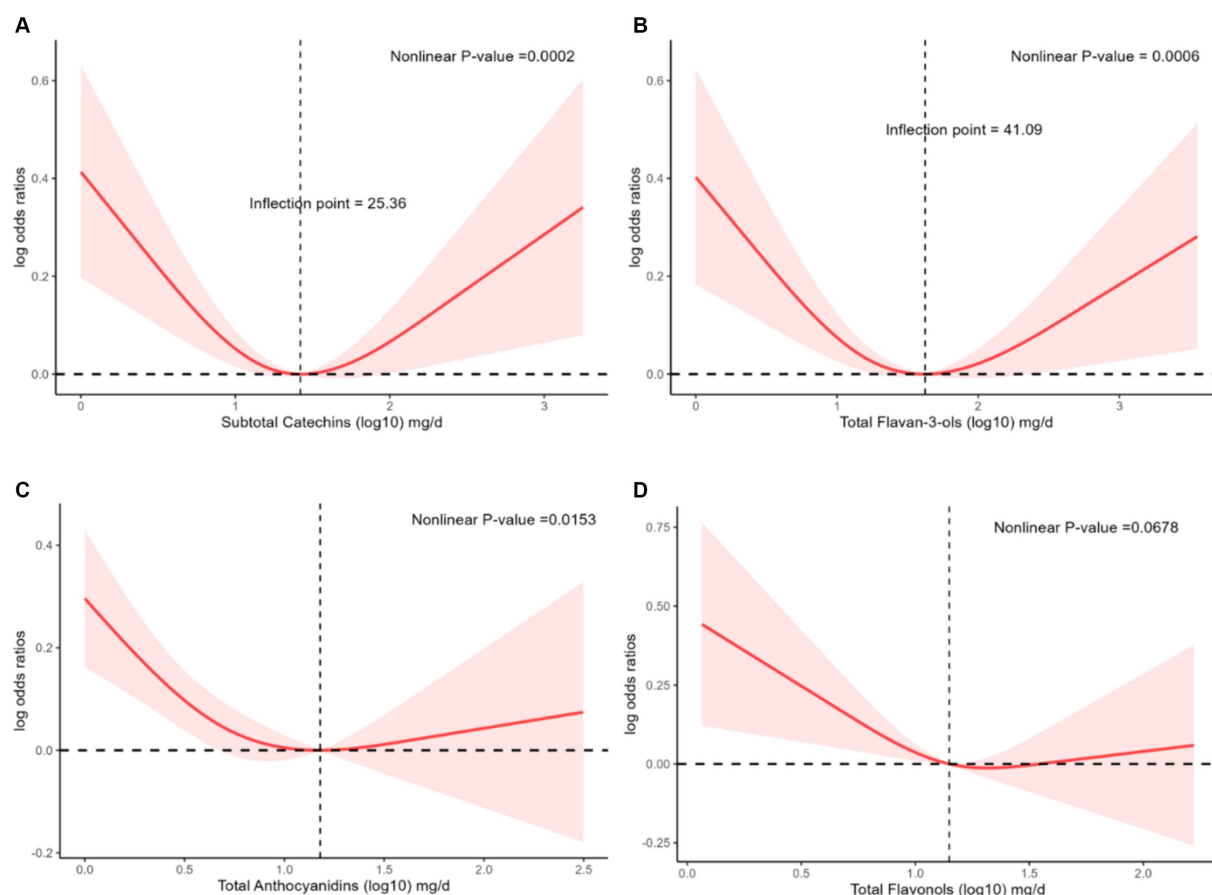 A
Nonlinear P-value =0.0002
Inflection point = 25.36
log odds ratios
0.6
0.4
0.2
0.0
0
1
2
3
Subtotal Catechins (log10) mg/d
B
Nonlinear P-value = 0.0006
Inflection point = 41.09
log odds ratios
0.6
0.4
0.2
0.0
0
1
2
3
Total Flavan-3-ols (log10) mg/d
C
Nonlinear P-value =0.0153
log odds ratios
0.4
0.2
0.0
-0.2
0.0
0.5
1.0
1.5
2.0
2.5
Total Anthocyanidins (log10) mg/d
D
Nonlinear P-value =0.0678
log odds ratios
0.75
0.50
0.25
0.00
-0.25
0.0
0.5
1.0
1.5
2.0
Total Flavonols (log10) mg/d